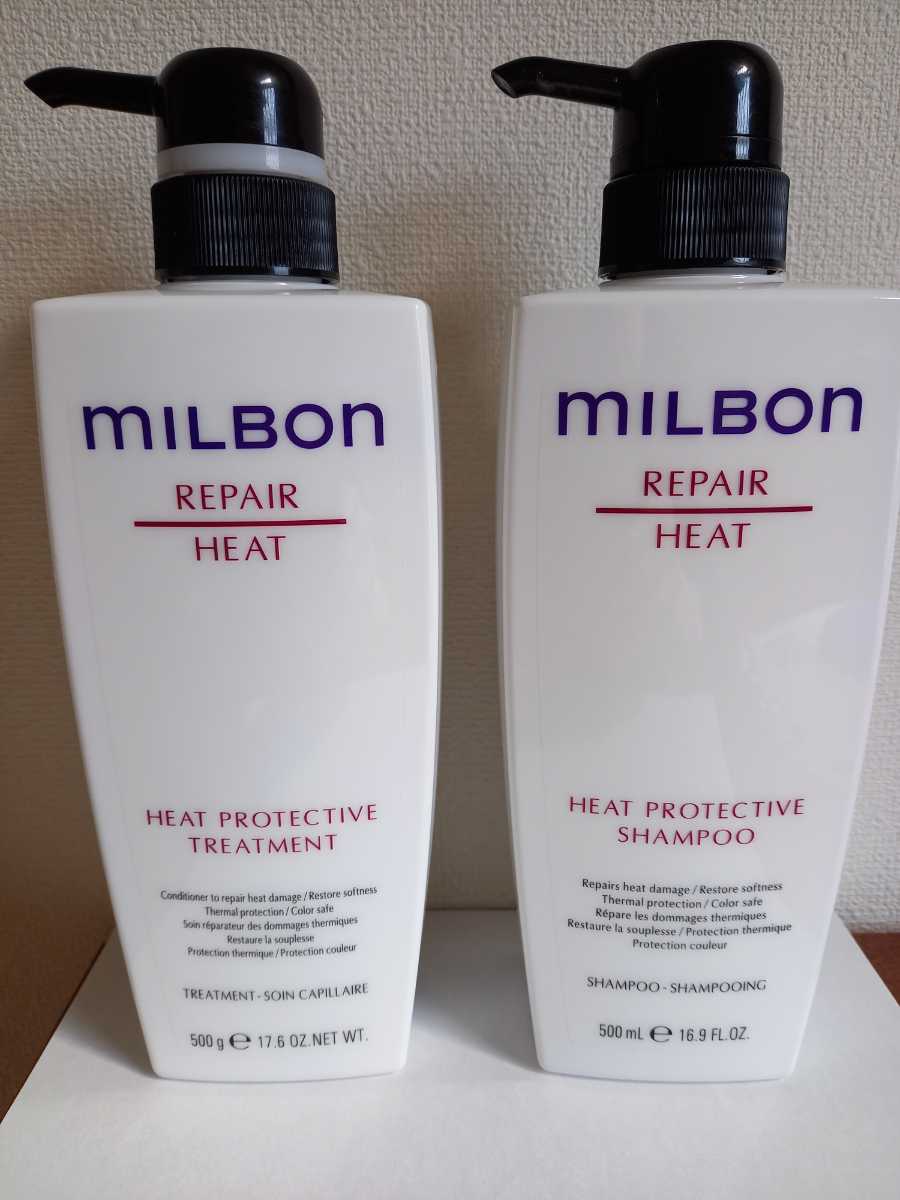 mILBon
REPAIR
HEAT
HEAT PROTECTIVE
TREATMENT
Conditioner to repair heat damage / Restore softness
Thermal protection / Color safe
Soin réparateur des dommages thermiques
Restaure la souplesse
Protection thermique / Protection couleur
TREATMENT - SOIN CAPILLAIRE
500 g ℮ 17.6 OZ. NET WT.
mILBon
REPAIR
HEAT
HEAT PROTECTIVE
SHAMPOO
Repairs heat damage / Restore softness
Thermal protection / Color safe
Répare les dommages thermiques
Restaure la souplesse / Protection thermique
Protection couleur
SHAMPOO - SHAMPOOING
500 mL ℮ 16.9 FL.OZ.